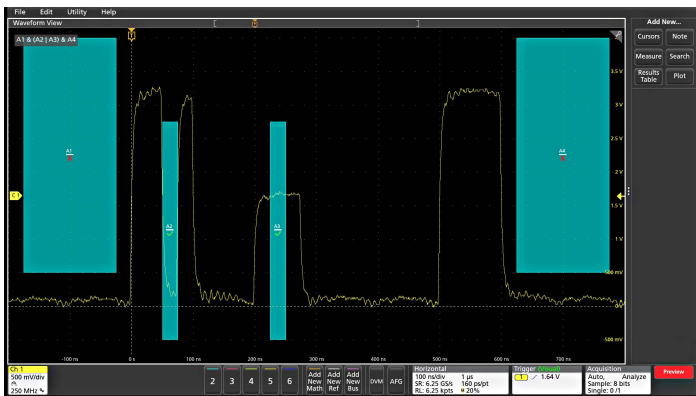 File Edit Utility Help
Waveform View
Add New...
A1 & (A2 | A3) & A4
Cursors Note
Measure Search
Results Table Plot
3.5 V
3 V
2.5 V
2 V
1.5 V
1 V
500 mV
0 V
-500 mV
A1
A4
A2
A3
C1
-100 ns 0 s 100 ns 200 ns 300 ns 400 ns 500 ns 600 ns 700 ns
Ch 1
500 mV/div
250 MHz
2 3 4 5 6
Add New Math
Add New Ref
Add New Bus
DVM AFG
Horizontal
100 ns/div 1 µs
SR: 6.25 GS/s 160 ps/pt
RL: 6.25 kpts 20%
Trigger (Visual)
1 1.64 V
Acquisition
Auto, Analyze
Sample: 8 bits
Single: 0 /1
Preview